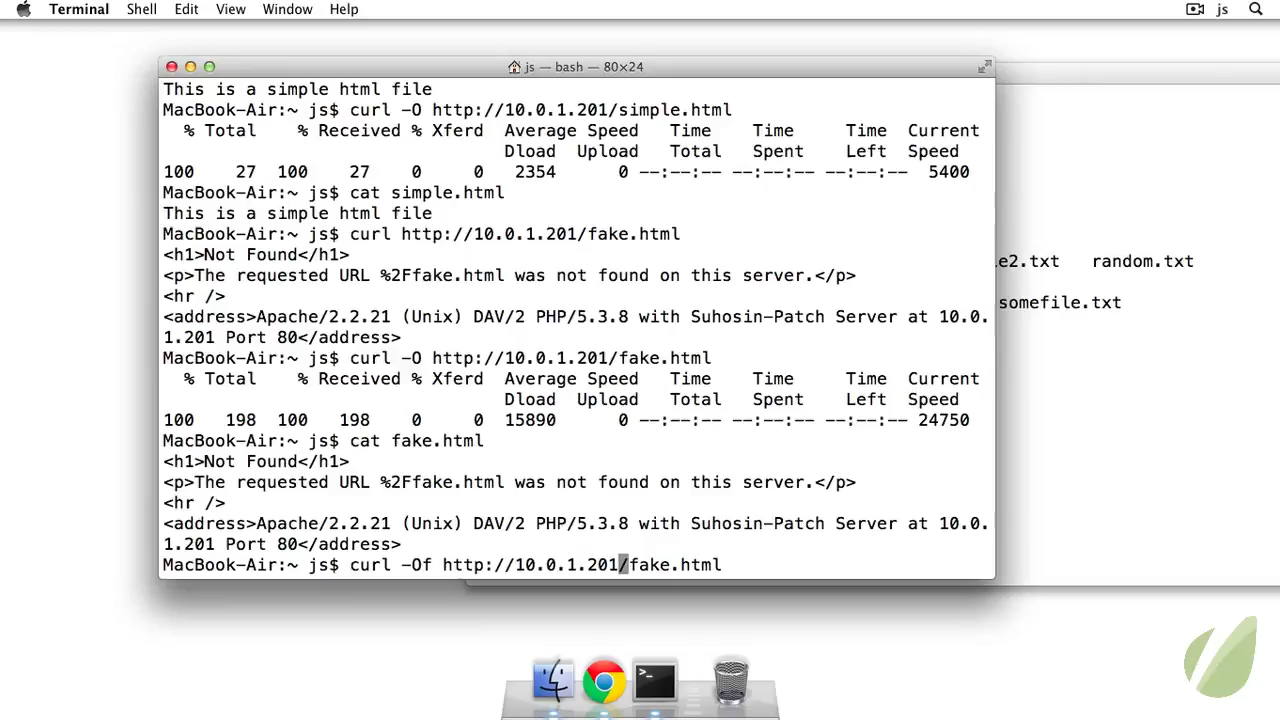 Terminal Shell Edit View Window Help js
js — bash — 80×24
This is a simple html file
MacBook-Air:~ js$ curl -O http://10.0.1.201/simple.html
% Total % Received % Xferd Average Speed Time Time Time Current
Dload Upload Total Spent Left Speed
100 27 100 27 0 0 2354 0 --:--:-- --:--:-- --:--:-- 5400
MacBook-Air:~ js$ cat simple.html
This is a simple html file
MacBook-Air:~ js$ curl http://10.0.1.201/fake.html
<h1>Not Found</h1>
<p>The requested URL %2Ffake.html was not found on this server.</p>
<hr />
<address>Apache/2.2.21 (Unix) DAV/2 PHP/5.3.8 with Suhosin-Patch Server at 10.0.
1.201 Port 80</address>
MacBook-Air:~ js$ curl -O http://10.0.1.201/fake.html
% Total % Received % Xferd Average Speed Time Time Time Current
Dload Upload Total Spent Left Speed
100 198 100 198 0 0 15890 0 --:--:-- --:--:-- --:--:-- 24750
MacBook-Air:~ js$ cat fake.html
<h1>Not Found</h1>
<p>The requested URL %2Ffake.html was not found on this server.</p>
<hr />
<address>Apache/2.2.21 (Unix) DAV/2 PHP/5.3.8 with Suhosin-Patch Server at 10.0.
1.201 Port 80</address>
MacBook-Air:~ js$ curl -Of http://10.0.1.201/fake.html
le2.txt random.txt
somefile.txt